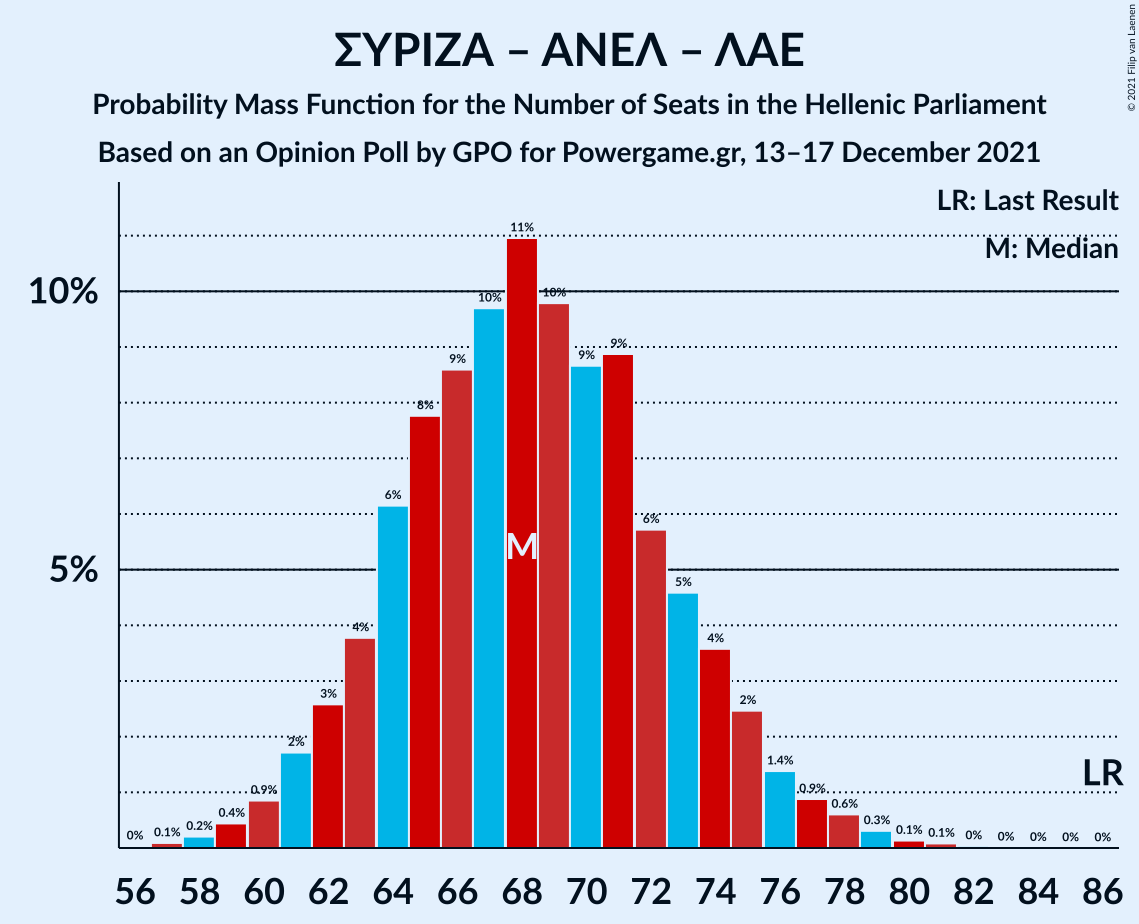 ΣΥΡΙΖΑ – ΑΝΕΛ – ΛΑΕ
Probability Mass Function for the Number of Seats in the Hellenic Parliament
Based on an Opinion Poll by GPO for Powergame.gr, 13–17 December 2021
© 2021 Filip van Laenen
LR: Last Result
M: Median
10%
5%
0% 0.1% 0.2% 0.4% 0.9% 2% 3% 4% 6% 8% 9% 10% 11% 10% 9% 9% 6% 5% 4% 2% 1.4% 0.9% 0.6% 0.3% 0.1% 0.1% 0% 0% 0% 0% 0%
M
LR
56 58 60 62 64 66 68 70 72 74 76 78 80 82 84 86